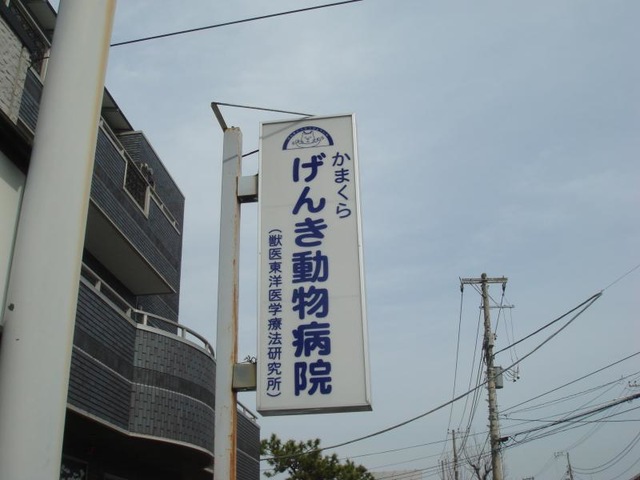 かまくら
げんき動物病院
（獣医東洋医学療法研究所）